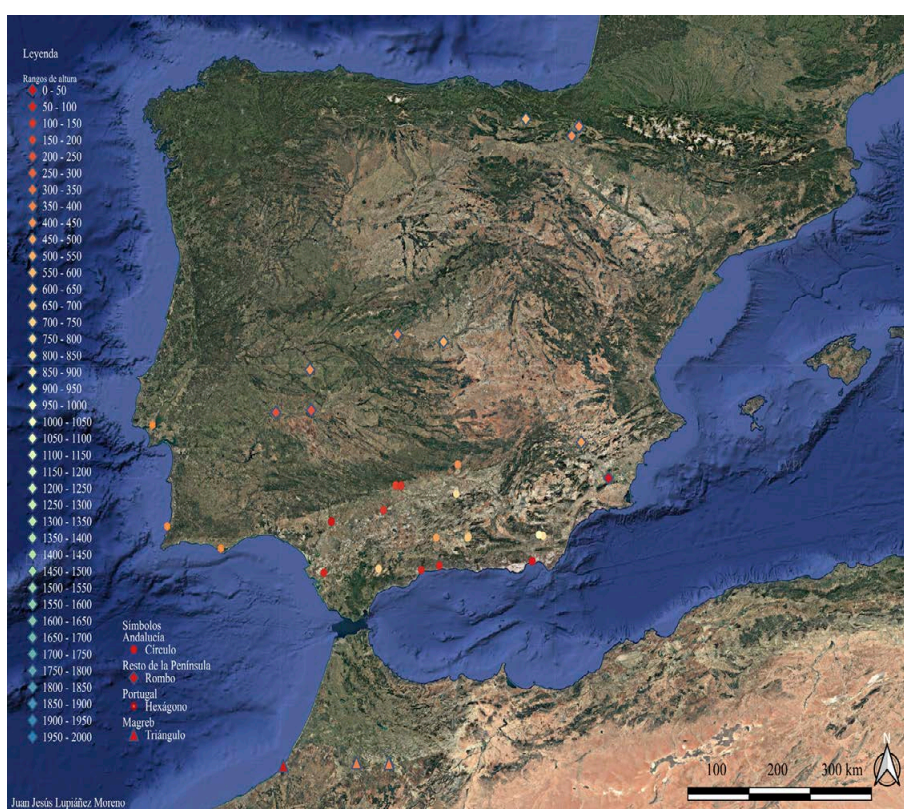 Leyenda
Rangos de altura
0 - 50
50 - 100
100 - 150
150 - 200
200 - 250
250 - 300
300 - 350
350 - 400
400 - 450
450 - 500
500 - 550
550 - 600
600 - 650
650 - 700
700 - 750
750 - 800
800 - 850
850 - 900
900 - 950
950 - 1000
1000 - 1050
1050 - 1100
1100 - 1150
1150 - 1200
1200 - 1250
1250 - 1300
1300 - 1350
1350 - 1400
1400 - 1450
1450 - 1500
1500 - 1550
1550 - 1600
1600 - 1650
1650 - 1700
1700 - 1750
1750 - 1800
1800 - 1850
1850 - 1900
1900 - 1950
1950 - 2000
Símbolos
Andalucía
Círculo
Resto de la Península
Rombo
Portugal
Hexágono
Magreb
Triángulo
N
100 200 300 km
Juan Jesús Lupiáñez Moreno